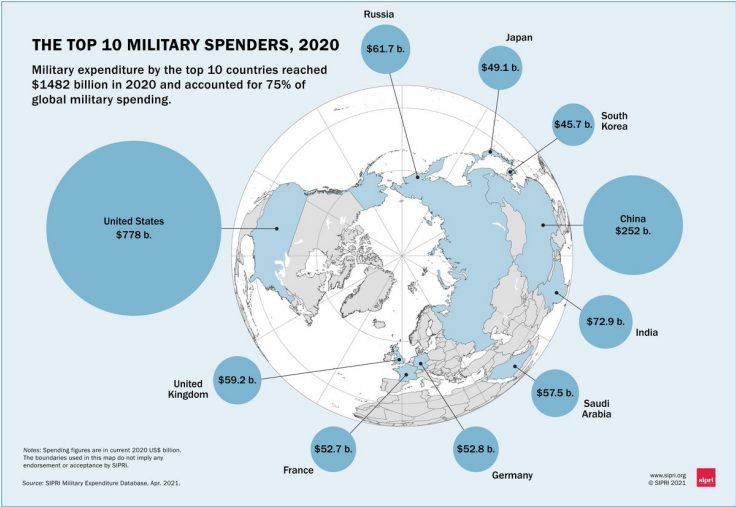 THE TOP 10 MILITARY SPENDERS, 2020
Military expenditure by the top 10 countries reached
$1482 billion in 2020 and accounted for 75% of
global military spending.
Russia
$61.7 b.
Japan
$49.1 b.
South
Korea
$45.7 b.
United States
$778 b.
China
$252 b.
$72.9 b.
India
United
Kingdom
$59.2 b.
$57.5 b.
Saudi
Arabia
$52.7 b.
France
$52.8 b.
Germany
Notes: Spending figures are in current 2020 US$ billion.
The boundaries used in this map do not imply any
endorsement or acceptance by SIPRI.
Source: SIPRI Military Expenditure Database, Apr. 2021.
www.sipri.org
© SIPRI 2021
sipri